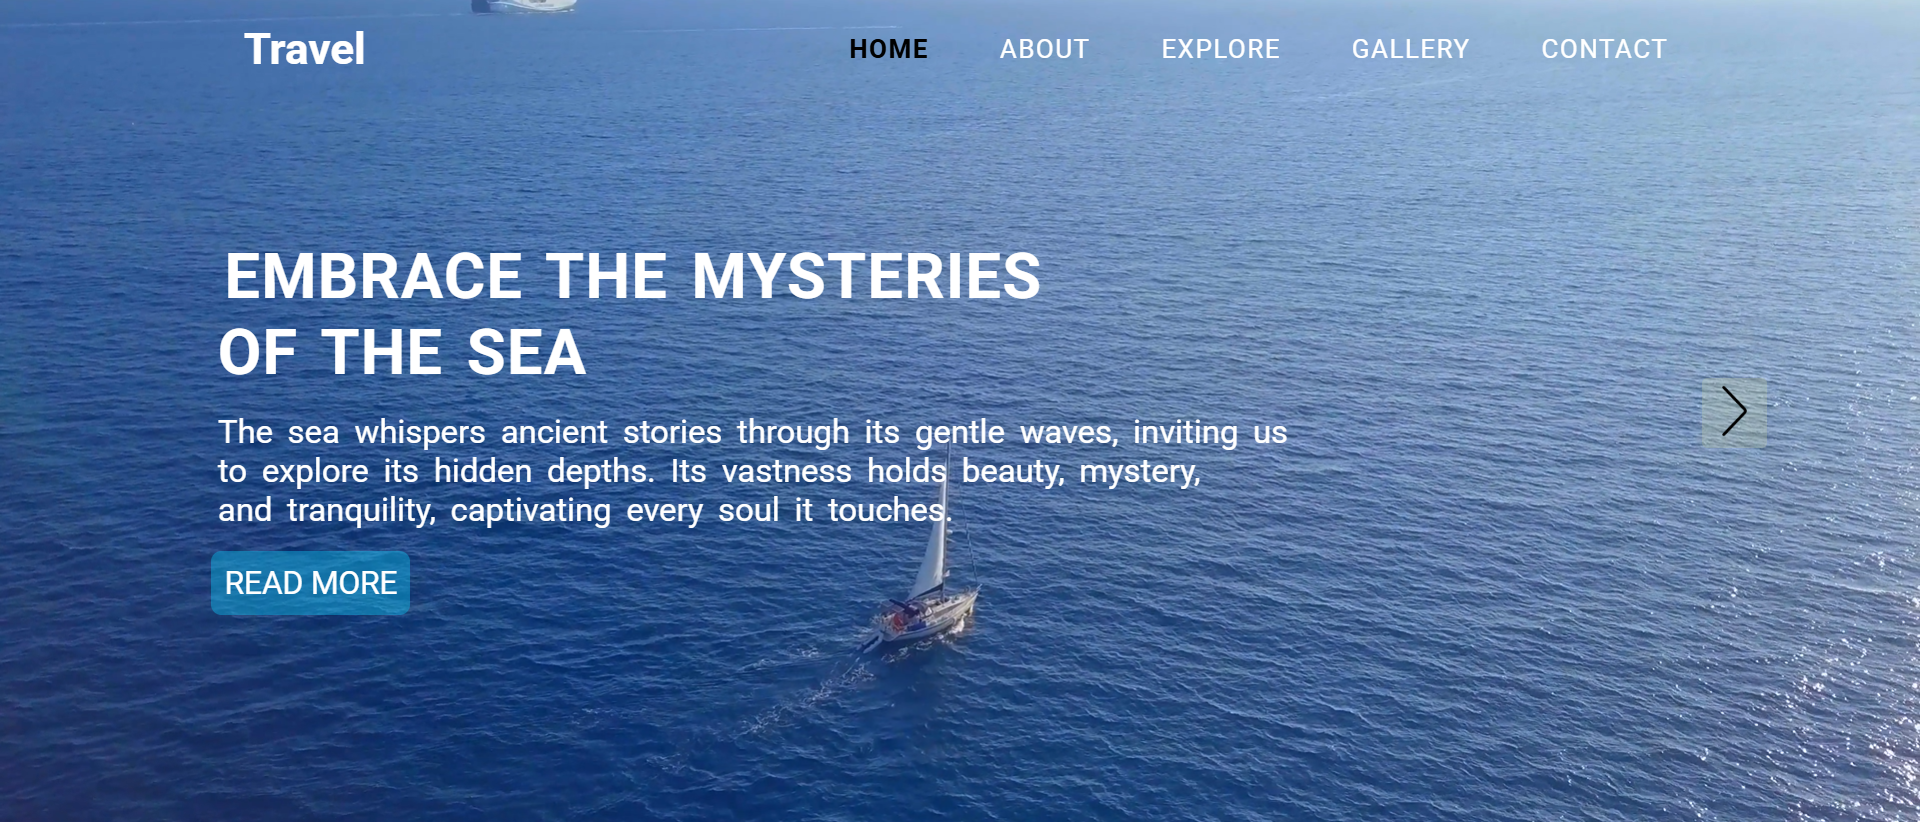 Travel
HOME ABOUT EXPLORE GALLERY CONTACT
EMBRACE THE MYSTERIES
OF THE SEA
The sea whispers ancient stories through its gentle waves, inviting us
to explore its hidden depths. Its vastness holds beauty, mystery,
and tranquility, captivating every soul it touches.
READ MORE